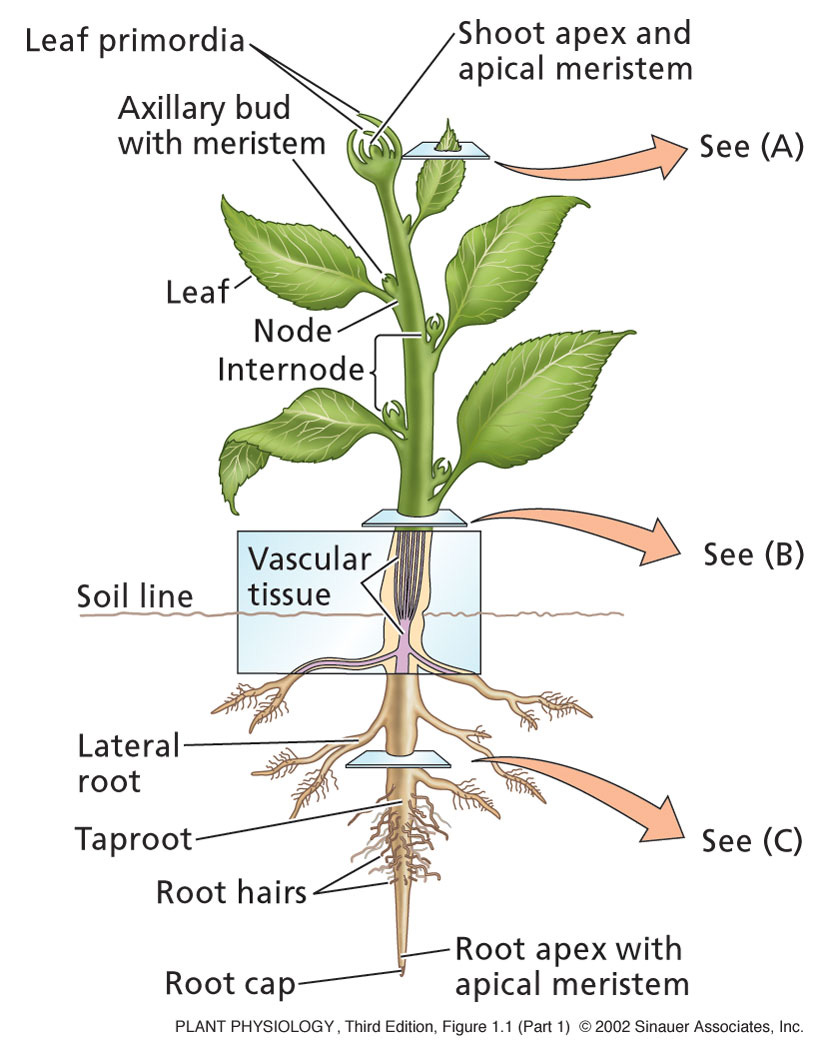 Leaf primordia
Shoot apex and
apical meristem
Axillary bud
with meristem
See (A)
Leaf
Node
Internode
Vascular
tissue
See (B)
Soil line
Lateral
root
Taproot
See (C)
Root hairs
Root apex with
apical meristem
Root cap
PLANT PHYSIOLOGY, Third Edition, Figure 1.1 (Part 1) © 2002 Sinauer Associates, Inc.